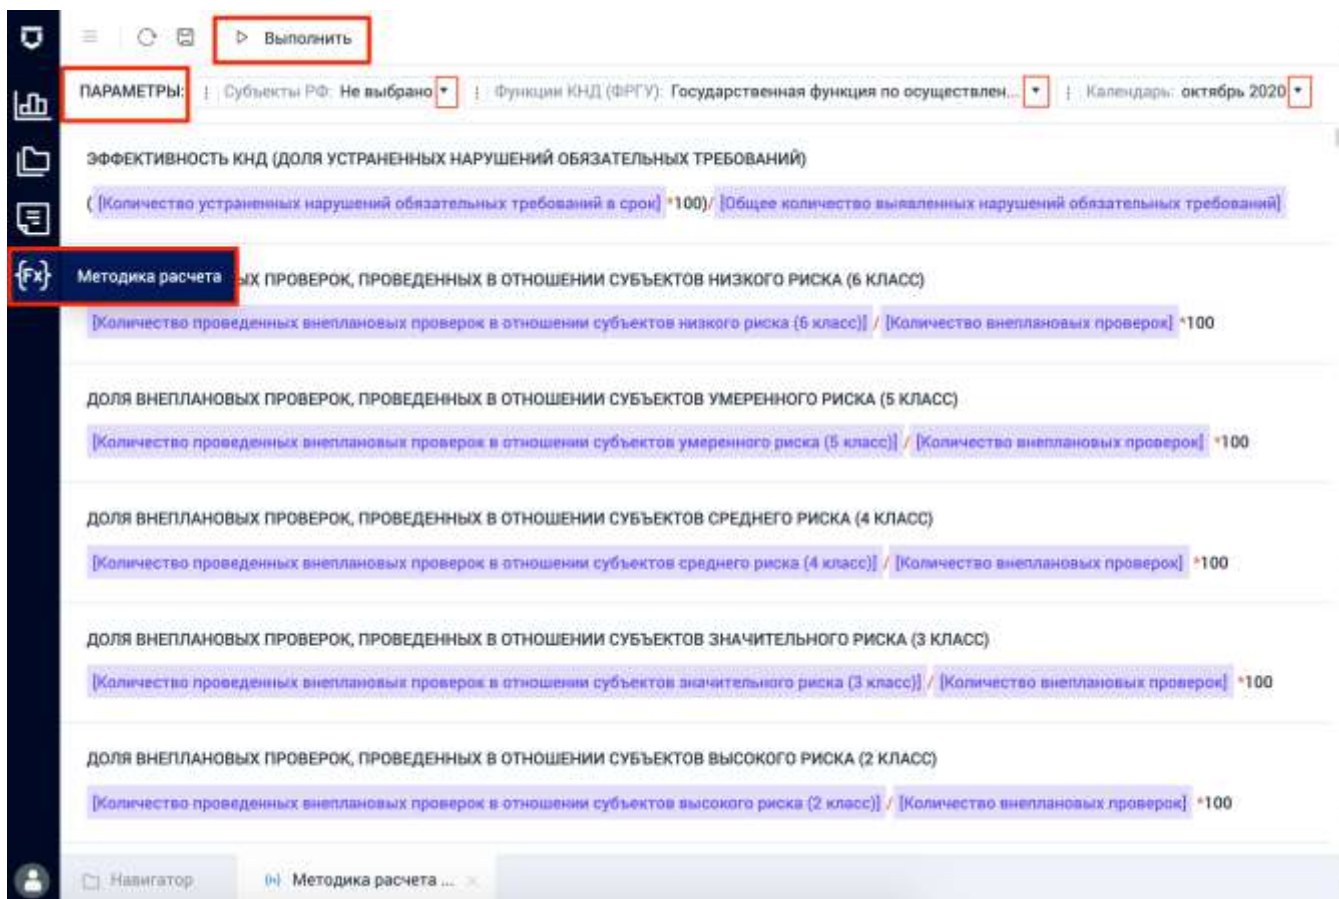 Выполнить
ПАРАМЕТРЫ: Субъекты РФ: Не выбрано Функции КНД (ФРГУ): Государственная функция по осуществлен... Календарь: октябрь 2020
ЭФФЕКТИВНОСТЬ КНД (ДОЛЯ УСТРАНЕННЫХ НАРУШЕНИЙ ОБЯЗАТЕЛЬНЫХ ТРЕБОВАНИЙ)
( [Количество устраненных нарушений обязательных требований в срок] *100)/ [Общее количество выявленных нарушений обязательных требований]
{Fx} Методика расчета ЫХ ПРОВЕРОК, ПРОВЕДЕННЫХ В ОТНОШЕНИИ СУБЪЕКТОВ НИЗКОГО РИСКА (6 КЛАСС)
[Количество проведенных внеплановых проверок в отношении субъектов низкого риска (6 класс)] / [Количество внеплановых проверок] *100
ДОЛЯ ВНЕПЛАНОВЫХ ПРОВЕРОК, ПРОВЕДЕННЫХ В ОТНОШЕНИИ СУБЪЕКТОВ УМЕРЕННОГО РИСКА (5 КЛАСС)
[Количество проведенных внеплановых проверок в отношении субъектов умеренного риска (5 класс)] / [Количество внеплановых проверок] *100
ДОЛЯ ВНЕПЛАНОВЫХ ПРОВЕРОК, ПРОВЕДЕННЫХ В ОТНОШЕНИИ СУБЪЕКТОВ СРЕДНЕГО РИСКА (4 КЛАСС)
[Количество проведенных внеплановых проверок в отношении субъектов среднего риска (4 класс)] / [Количество внеплановых проверок] *100
ДОЛЯ ВНЕПЛАНОВЫХ ПРОВЕРОК, ПРОВЕДЕННЫХ В ОТНОШЕНИИ СУБЪЕКТОВ ЗНАЧИТЕЛЬНОГО РИСКА (3 КЛАСС)
[Количество проведенных внеплановых проверок в отношении субъектов значительного риска (3 класс)] / [Количество внеплановых проверок] *100
ДОЛЯ ВНЕПЛАНОВЫХ ПРОВЕРОК, ПРОВЕДЕННЫХ В ОТНОШЕНИИ СУБЪЕКТОВ ВЫСОКОГО РИСКА (2 КЛАСС)
[Количество проведенных внеплановых проверок в отношении субъектов высокого риска (2 класс)] / [Количество внеплановых проверок] *100
Навигатор Методика расчета ...